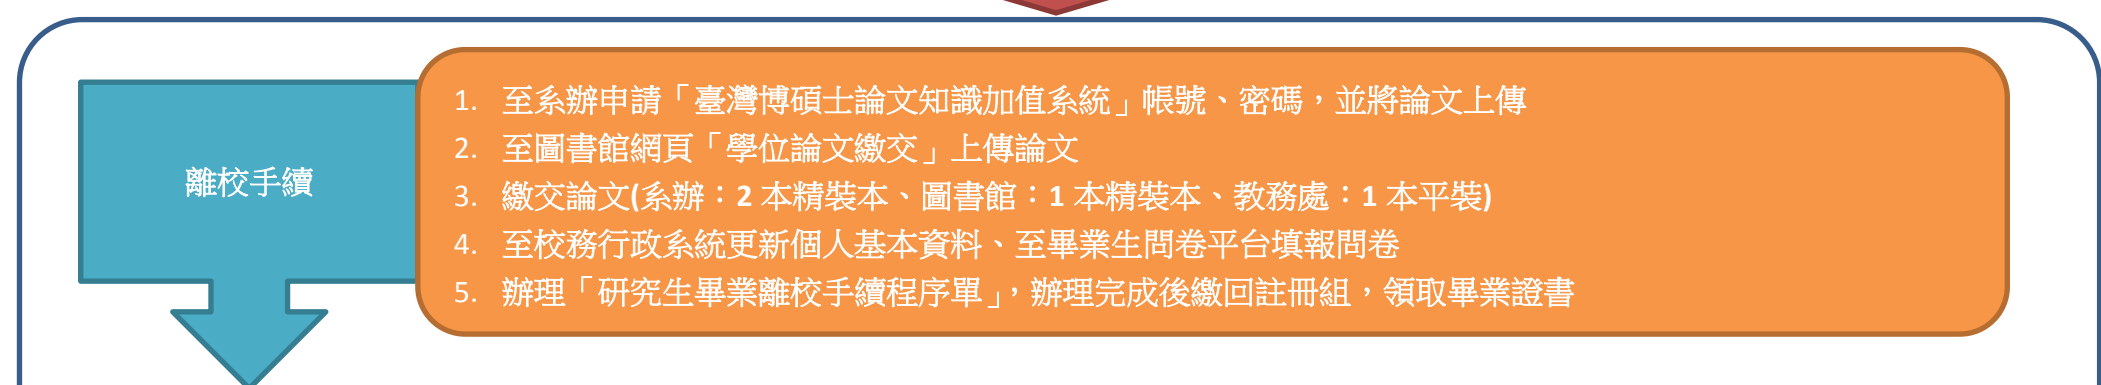 離校手續
1. 至系辦申請「臺灣博碩士論文知識加值系統」帳號、密碼，並將論文上傳
2. 至圖書館網頁「學位論文繳交」上傳論文
3. 繳交論文(系辦：2 本精裝本、圖書館：1 本精裝本、教務處：1 本平裝)
4. 至校務行政系統更新個人基本資料、至畢業生問卷平台填報問卷
5. 辦理「研究生畢業離校手續程序單」，辦理完成後繳回註冊組，領取畢業證書